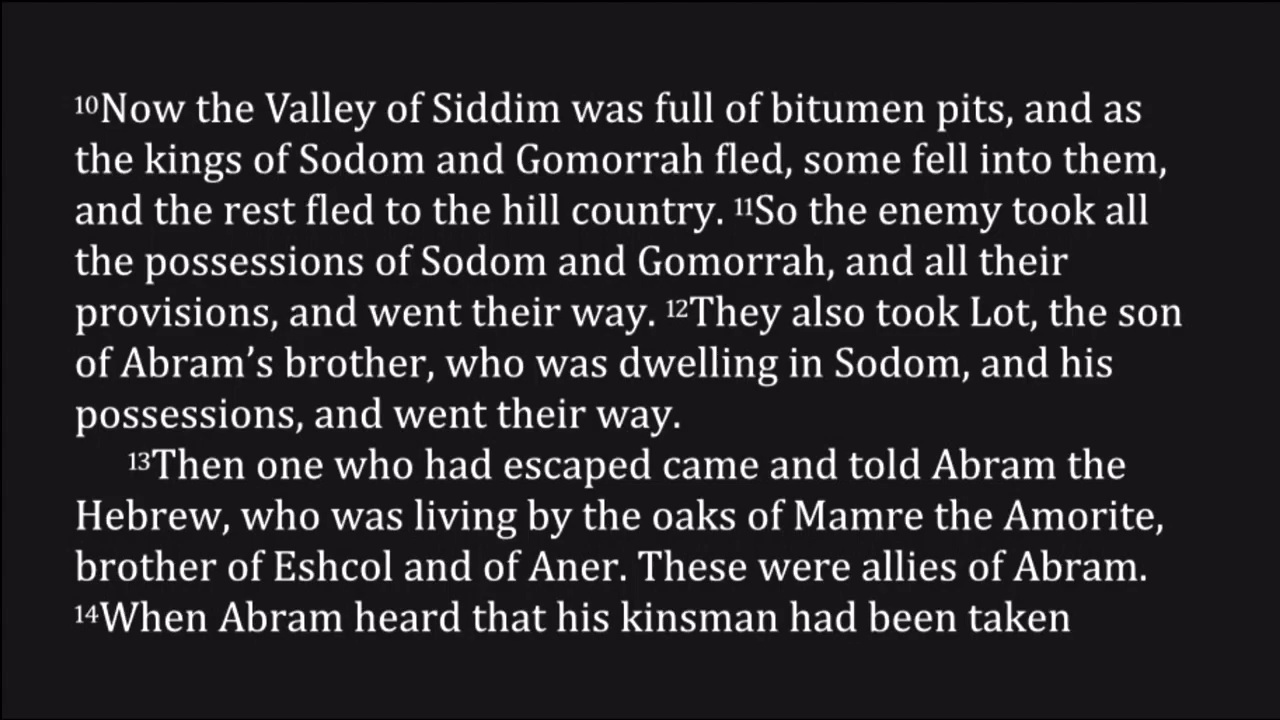 ¹⁰Now the Valley of Siddim was full of bitumen pits, and as
the kings of Sodom and Gomorrah fled, some fell into them,
and the rest fled to the hill country. ¹¹So the enemy took all
the possessions of Sodom and Gomorrah, and all their
provisions, and went their way. ¹²They also took Lot, the son
of Abram’s brother, who was dwelling in Sodom, and his
possessions, and went their way.
¹³Then one who had escaped came and told Abram the
Hebrew, who was living by the oaks of Mamre the Amorite,
brother of Eshcol and of Aner. These were allies of Abram.
¹⁴When Abram heard that his kinsman had been taken